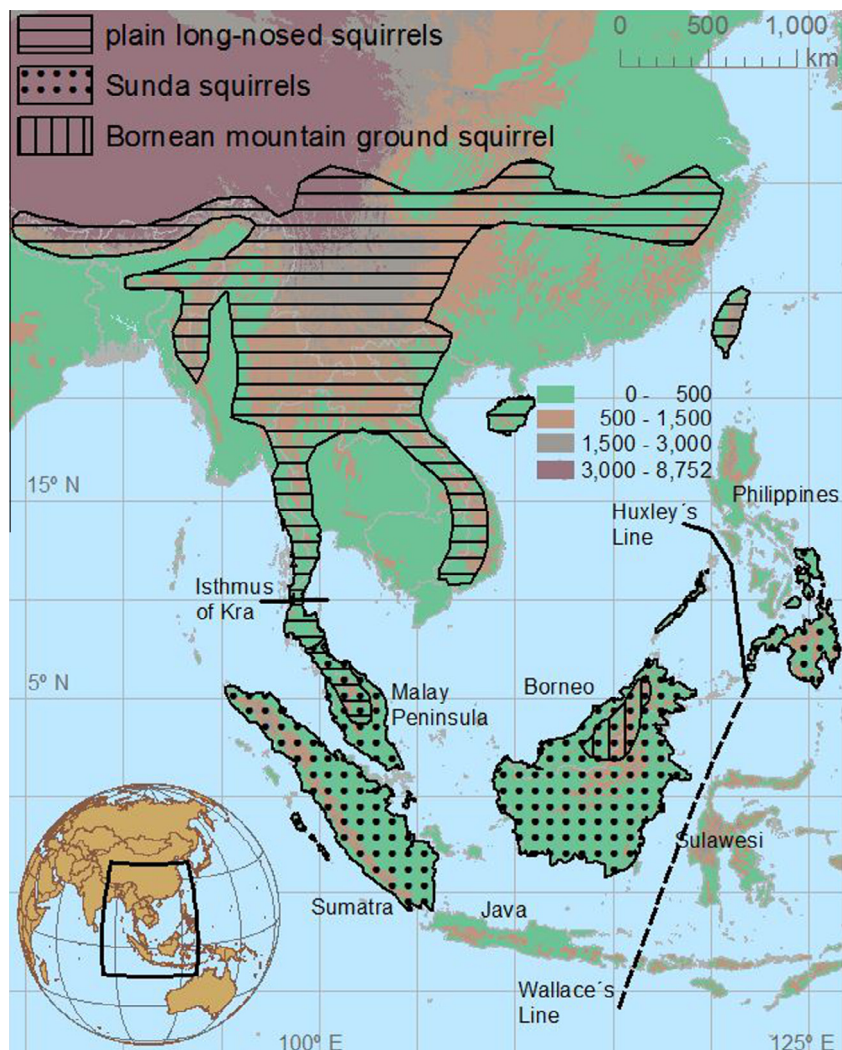 plain long-nosed squirrels
Sunda squirrels
Bornean mountain ground squirrel
0 500 1,000
km
0 - 500
500 - 1,500
1,500 - 3,000
3,000 - 8,752
15º N
Philippines
Huxley´s
Line
Isthmus
of Kra
5º N
Malay
Peninsula
Borneo
Sulawesi
Sumatra
Java
Wallace´s
Line
100º E
125º E